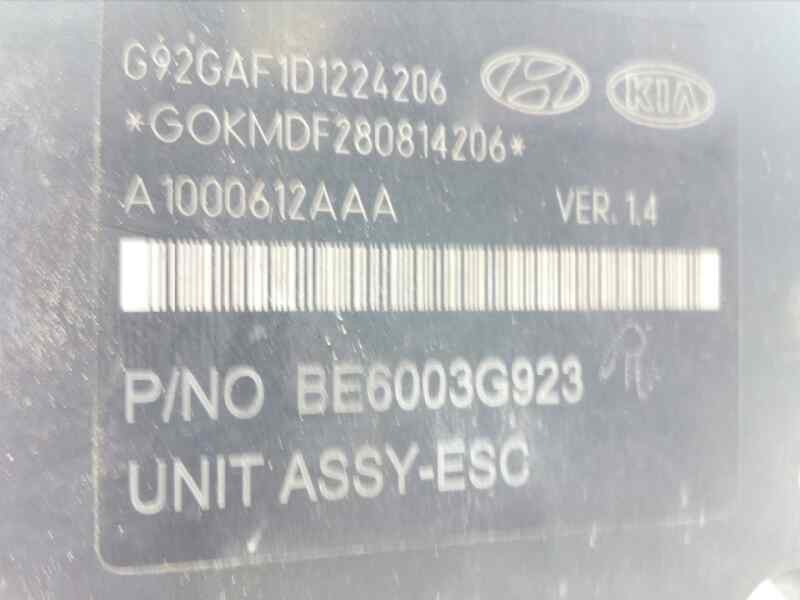 G92GAF1D1224206
KIA
*GOKMDF280814206*
A1000612AAA VER. 1.4
P/NO BE6003G923
UNIT ASSY-ESC